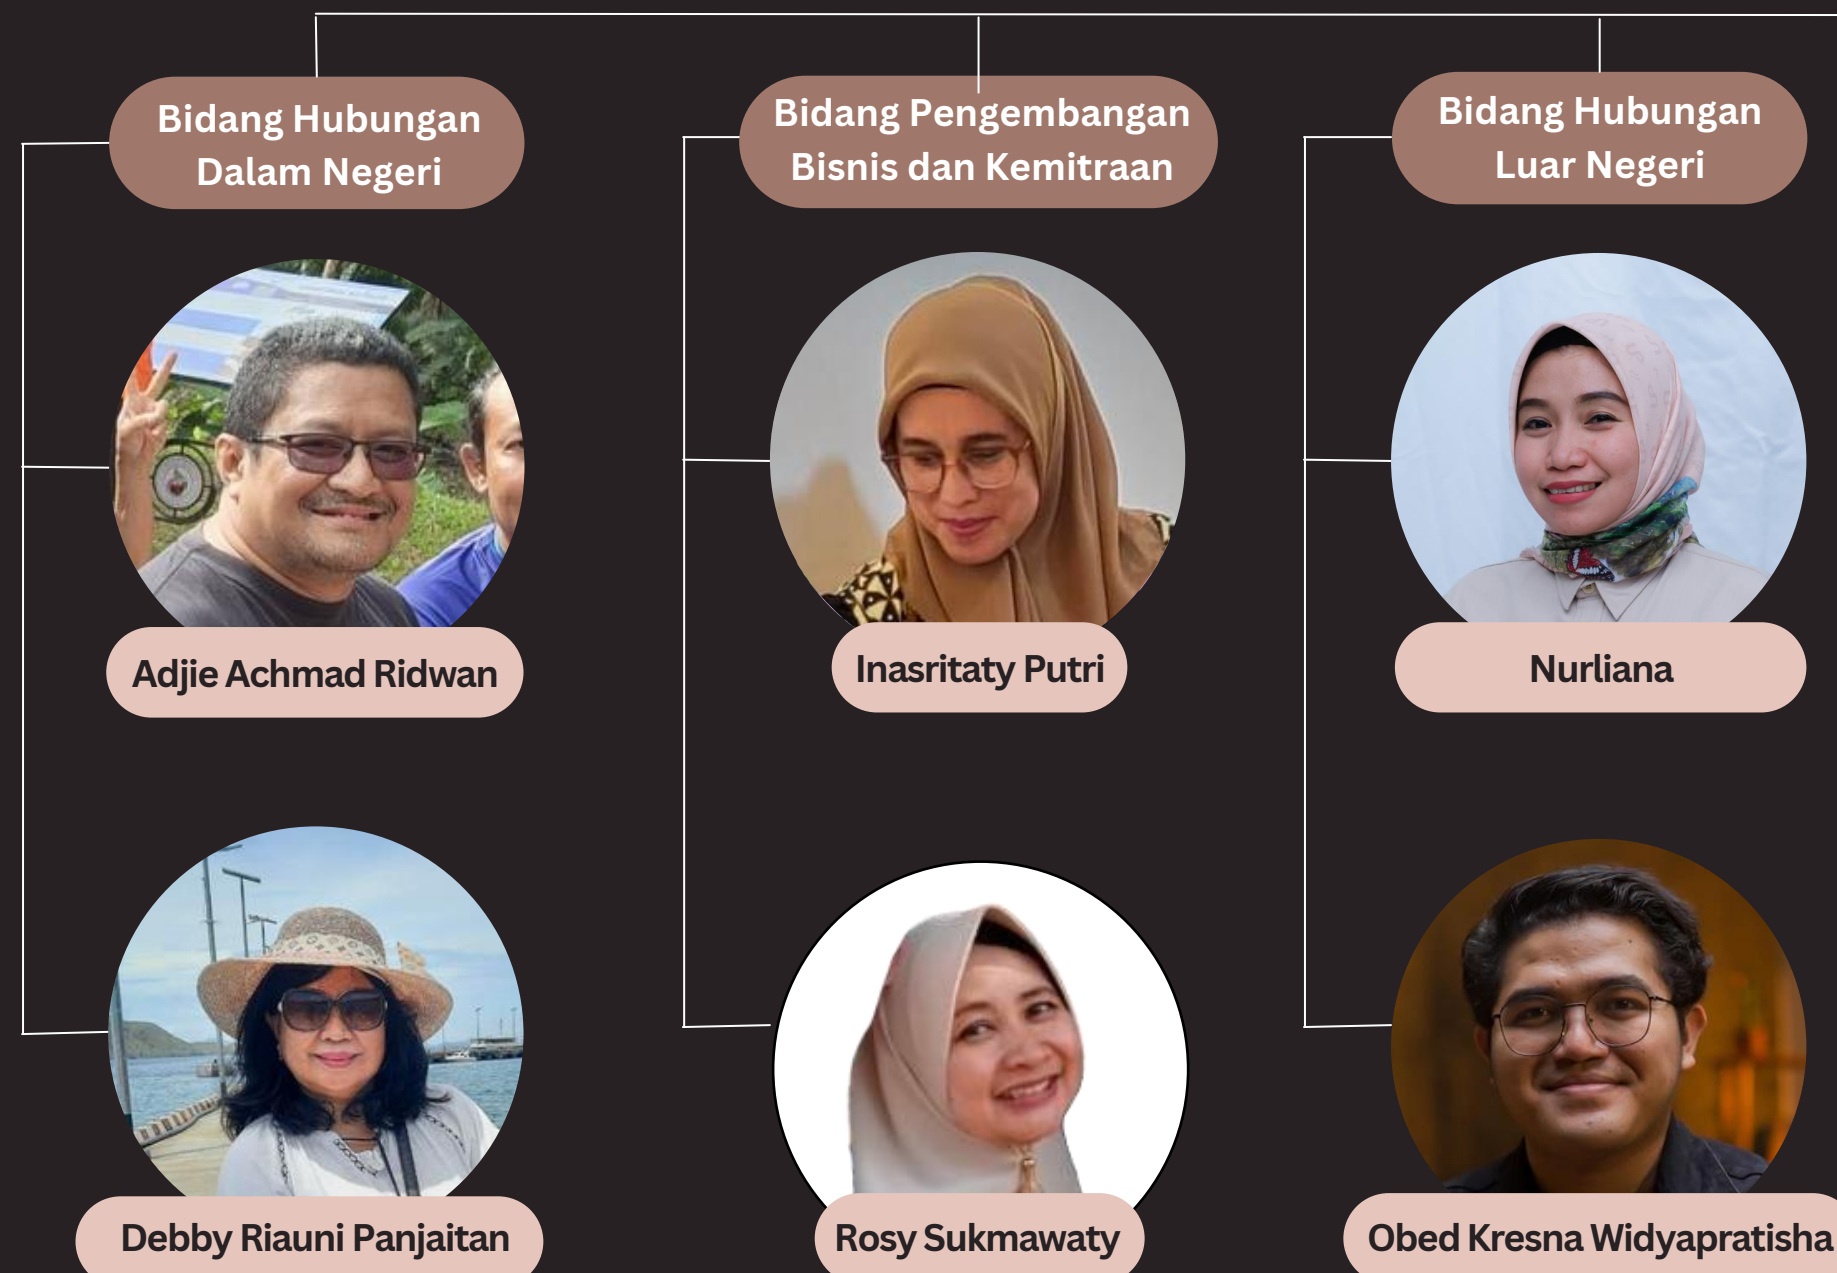 Bidang Hubungan
Dalam Negeri
Bidang Pengembangan
Bisnis dan Kemitraan
Bidang Hubungan
Luar Negeri
Adjie Achmad Ridwan
Inasritaty Putri
Nurliana
Debby Riauni Panjaitan
Rosy Sukmawaty
Obed Kresna Widyapratisha